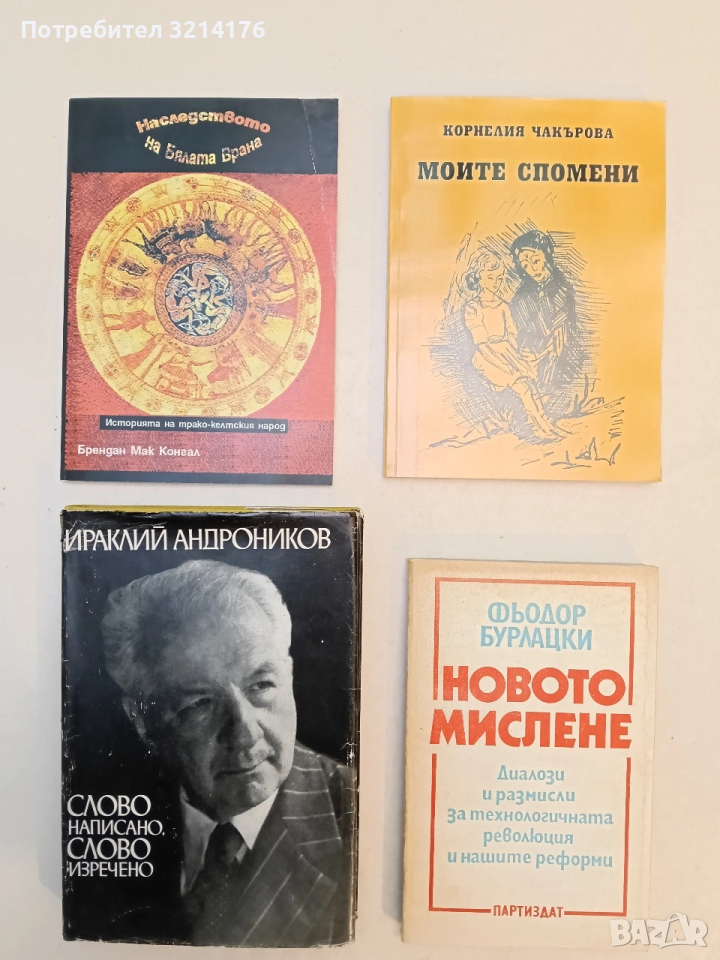 Потребител 3214176
Наследството
на Бялата Врана
Историята на трако-келтския народ
Брендан Мак Конгал
КОРНЕЛИЯ ЧАКЪРОВА
МОИТЕ СПОМЕНИ
ИРАКЛИЙ АНДРОНИКОВ
СЛОВО
НАПИСАНО,
СЛОВО
ИЗРЕЧЕНО
ФЬОДОР
БУРЛАЦКИ
НОВОТО
МИСЛЕНЕ
Диалози
и размисли
за технологичната
революция
и нашите реформи
ПАРТИЗДАТ
BAZAR